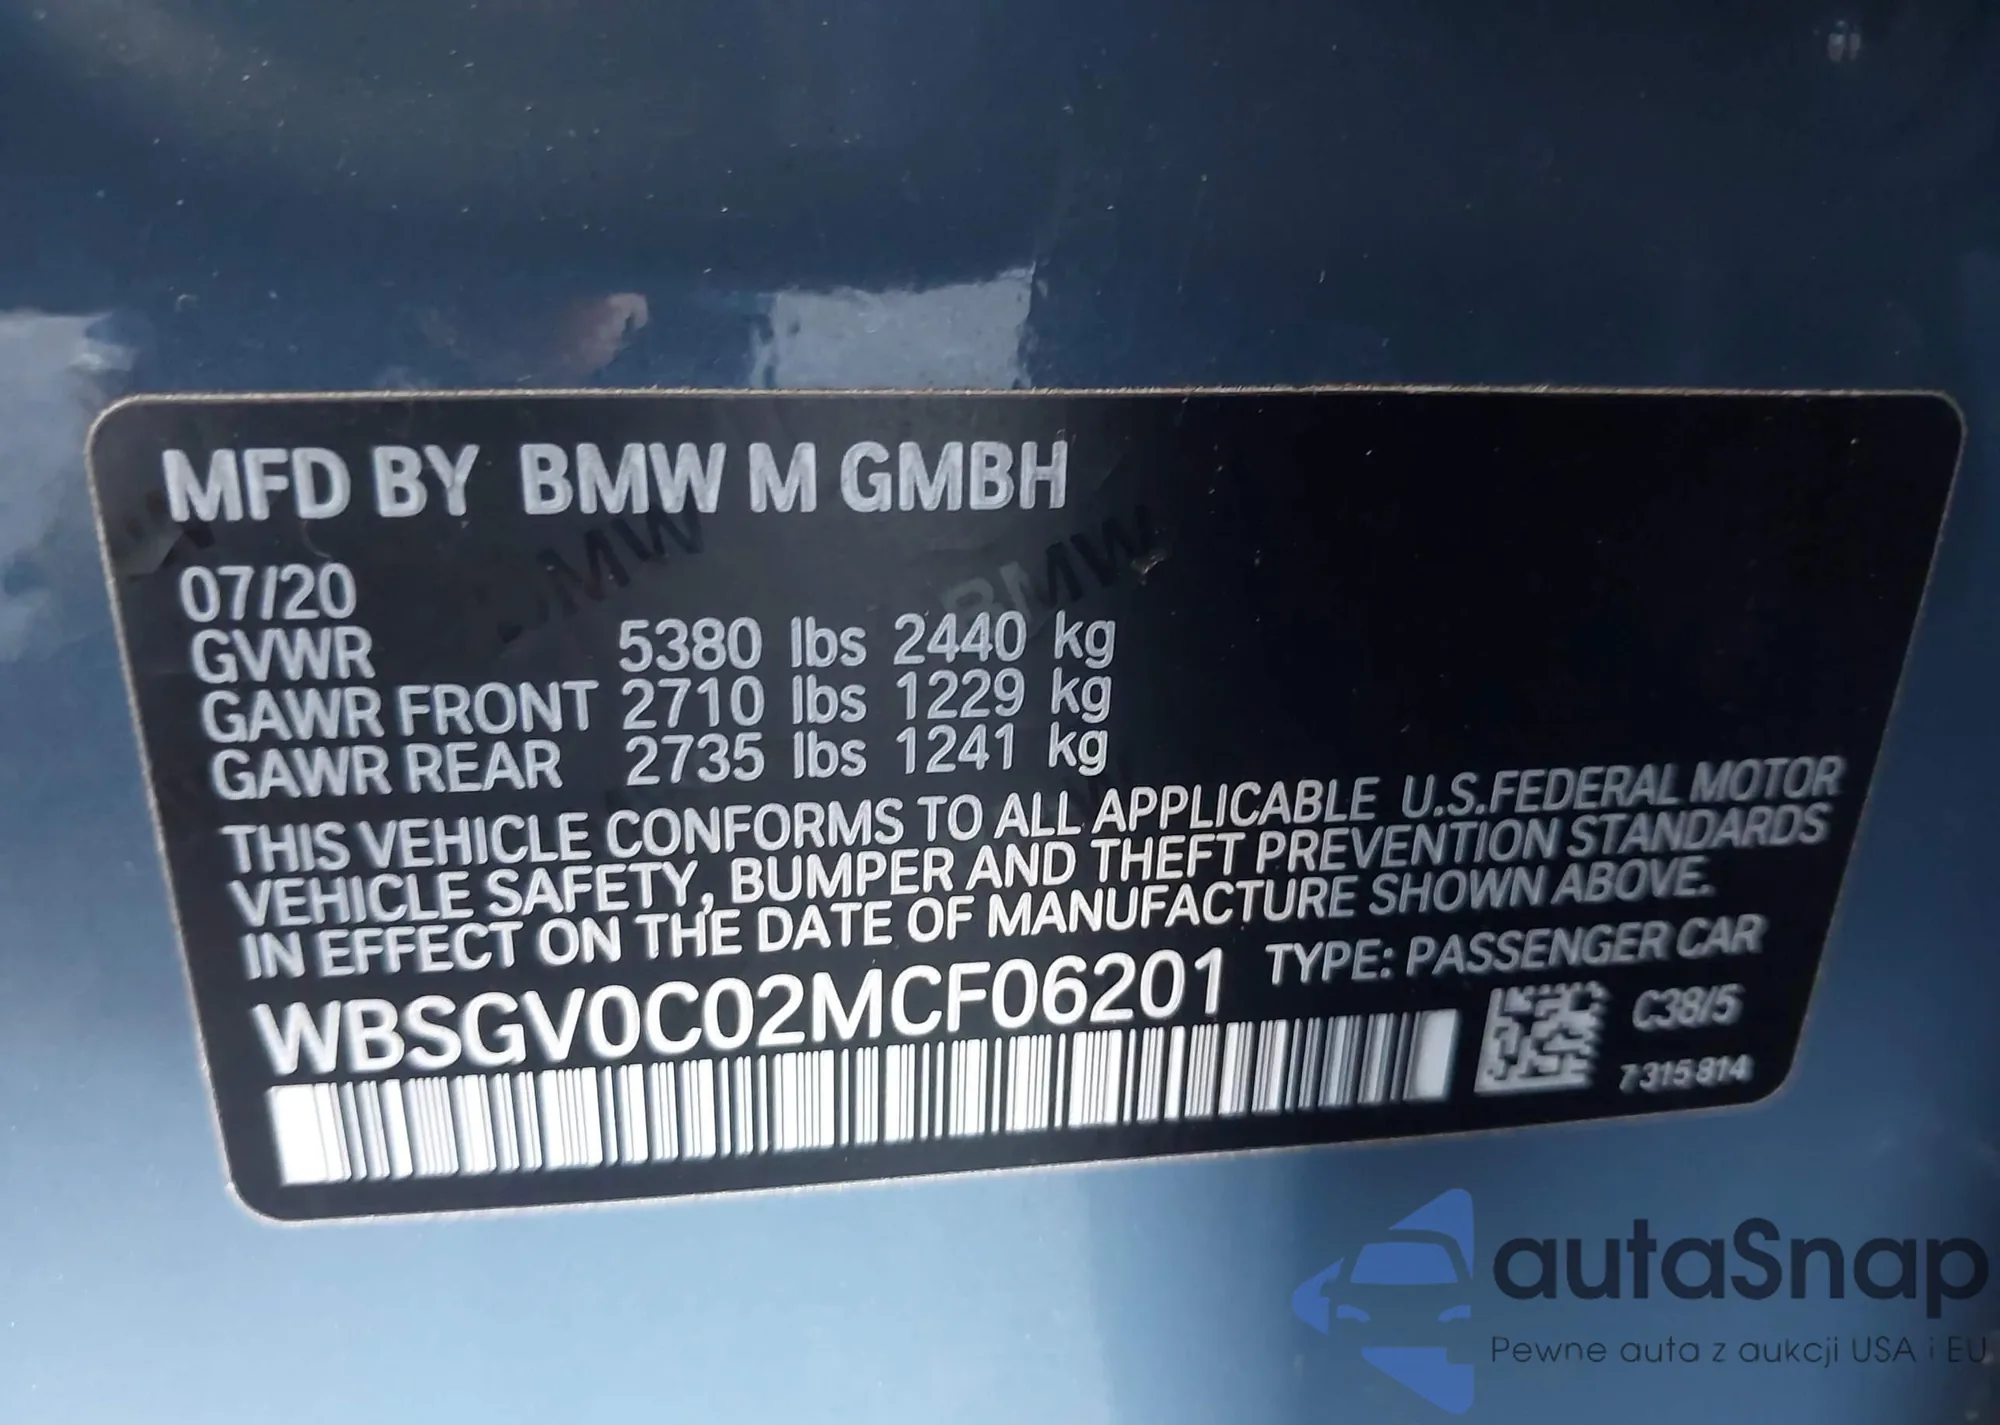 MFD BY BMW M GMBH
07/20
GVWR 5380 lbs 2440 kg
GAWR FRONT 2710 lbs 1229 kg
GAWR REAR 2735 lbs 1241 kg
THIS VEHICLE CONFORMS TO ALL APPLICABLE U.S.FEDERAL MOTOR
VEHICLE SAFETY, BUMPER AND THEFT PREVENTION STANDARDS
IN EFFECT ON THE DATE OF MANUFACTURE SHOWN ABOVE.
WBSGV0C02MCF06201 TYPE: PASSENGER CAR
C38/5
7 315 814
autaSnap
Pewne auta z aukcji USA i EU